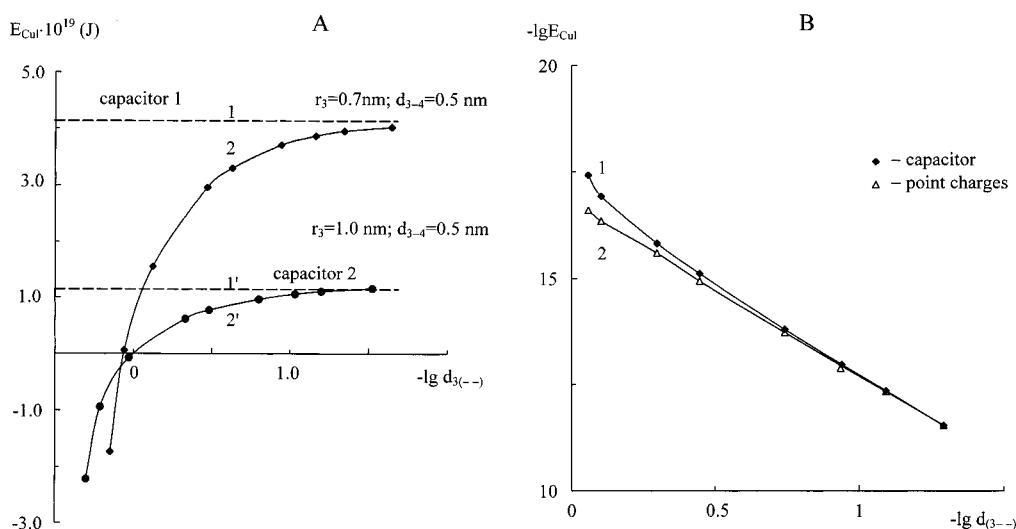 E_Cul·10^19 (J)
A
5.0
capacitor 1
1
r3=0.7nm; d3–4=0.5 nm
2
3.0
r3=1.0 nm; d3–4=0.5 nm
1'
capacitor 2
1.0
2'
0
1.0
-lg d3(– –)
-1.0
-3.0
-lgE_Cul
B
20
1
– capacitor
– point charges
2
15
10
0
0.5
1
-lg d(3– –)